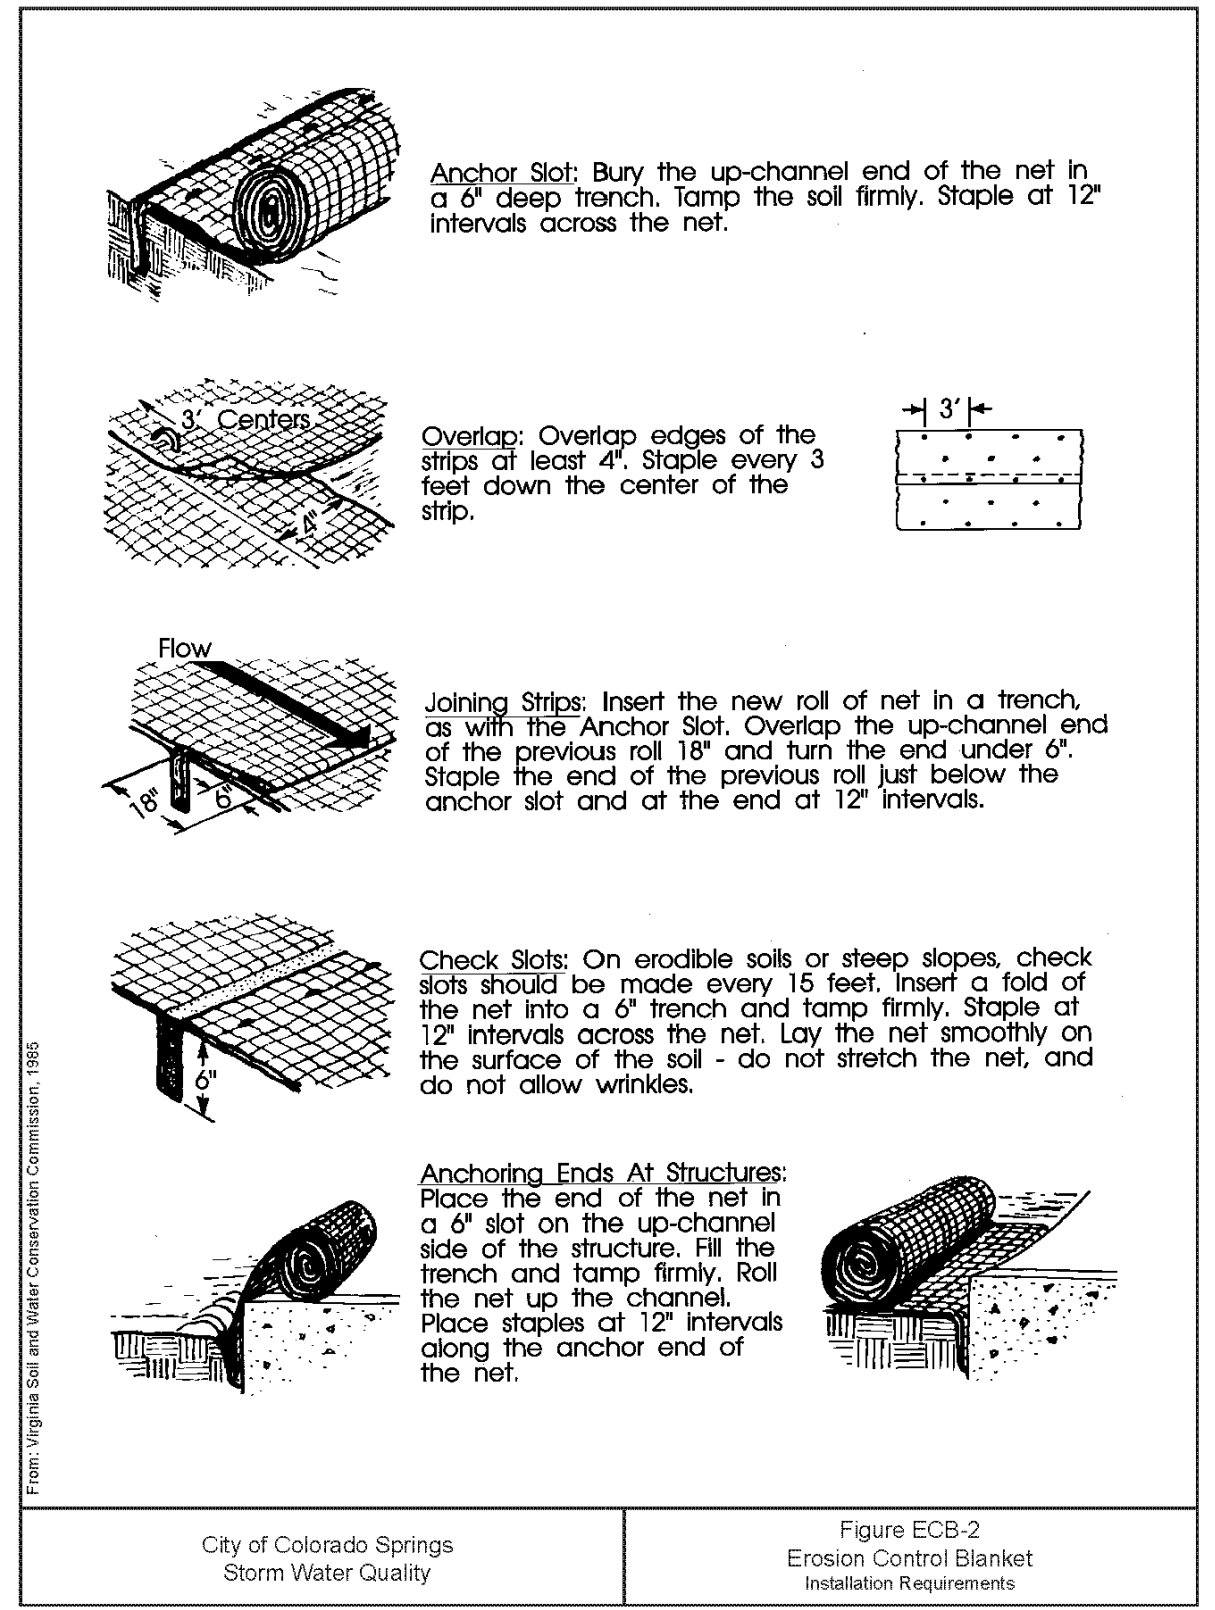 Anchor Slot: Bury the up-channel end of the net in
a 6" deep trench. Tamp the soil firmly. Staple at 12"
intervals across the net.
3' Centers
4"
Overlap: Overlap edges of the
strips at least 4". Staple every 3
feet down the center of the
strip.
3'
Flow
18"
6"
Joining Strips: Insert the new roll of net in a trench,
as with the Anchor Slot. Overlap the up-channel end
of the previous roll 18" and turn the end under 6".
Staple the end of the previous roll just below the
anchor slot and at the end at 12" intervals.
6"
Check Slots: On erodible soils or steep slopes, check
slots should be made every 15 feet. Insert a fold of
the net into a 6" trench and tamp firmly. Staple at
12" intervals across the net. Lay the net smoothly on
the surface of the soil - do not stretch the net, and
do not allow wrinkles.
Anchoring Ends At Structures:
Place the end of the net in
a 6" slot on the up-channel
side of the structure. Fill the
trench and tamp firmly. Roll
the net up the channel.
Place staples at 12" intervals
along the anchor end of
the net.
From: Virginia Soil and Water Conservation Commission, 1985
City of Colorado Springs
Storm Water Quality
Figure ECB-2
Erosion Control Blanket
Installation Requirements